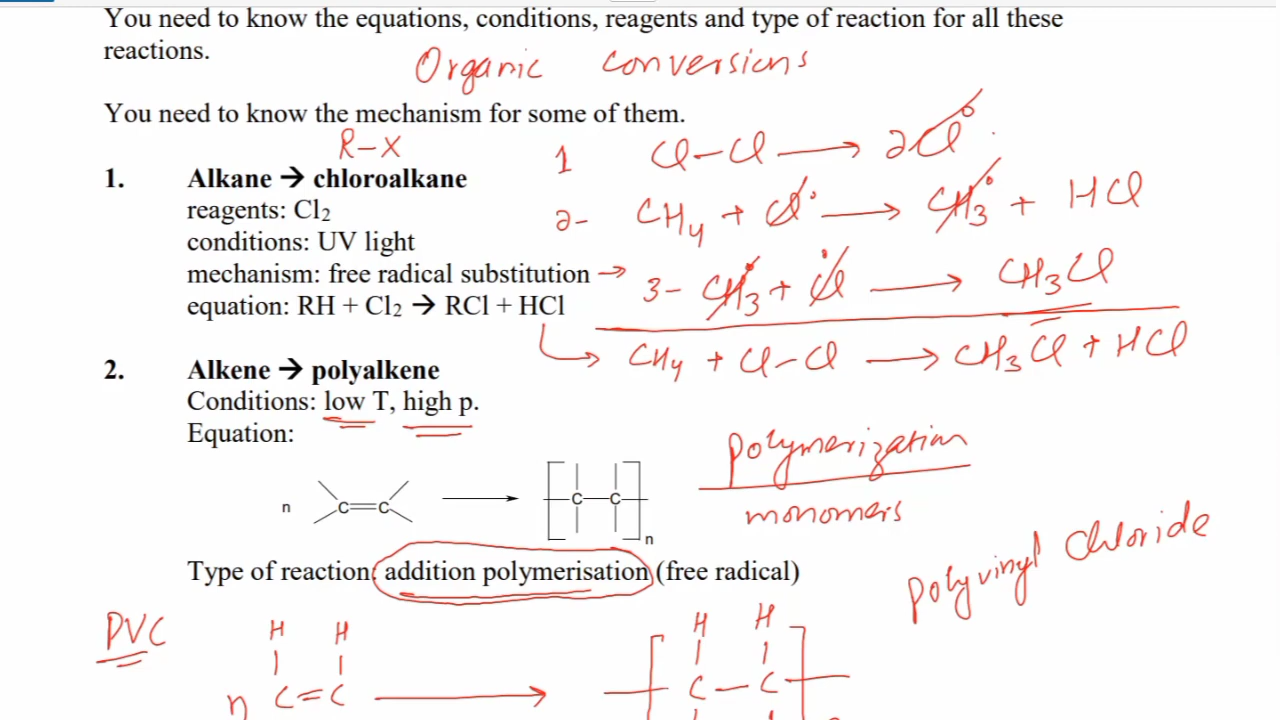 You need to know the equations, conditions, reagents and type of reaction for all these
reactions.
Organic conversions
You need to know the mechanism for some of them.
R-X
1 Cl-Cl → 2Cl°
1. Alkane → chloroalkane
reagents: Cl₂
2- CH₄ + Cl° → CH₃° + HCl
conditions: UV light
mechanism: free radical substitution →
3- CH₃ + Cl → CH₃Cl
equation: RH + Cl₂ → RCl + HCl
→ CH₄ + Cl-Cl → CH₃Cl + HCl
2. Alkene → polyalkene
Conditions: low T, high p.
Equation:
polymerization
monomers
n C=C → [C-C]n
Polyvinyl Chloride
Type of reaction: addition polymerisation (free radical)
PVC
H H H H
n C=C → [C-C]